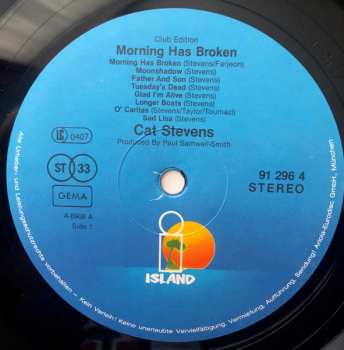 Club Edition
Morning Has Broken
Morning Has Broken (Stevens/Farjeon)
Moonshadow (Stevens)
Father And Son (Stevens)
Tuesday's Dead (Stevens)
Glad I'm Alive (Stevens)
Longer Boats (Stevens)
O' Caritas (Stevens/Taylor/Toumazi)
Sad Lisa (Stevens)
Cat Stevens
Produced By Paul Samwell-Smith
LC 0407
ST 33
GEMA
91 296 4
STEREO
Side 1
i
ISLAND
Alle Urheber- und Leistungsschutzrechte vorbehalten - Kein Verleih! Keine unerlaubte Vervielfältigung, Vermietung, Aufführung, Sendung! Ariola-Eurodisc GmbH, München